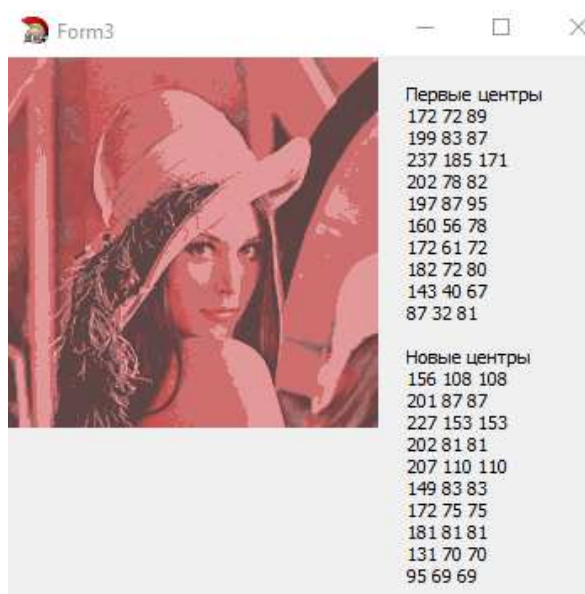 Form3
Первые центры
172 72 89
199 83 87
237 185 171
202 78 82
197 87 95
160 56 78
172 61 72
182 72 80
143 40 67
87 32 81
Новые центры
156 108 108
201 87 87
227 153 153
202 81 81
207 110 110
149 83 83
172 75 75
181 81 81
131 70 70
95 69 69